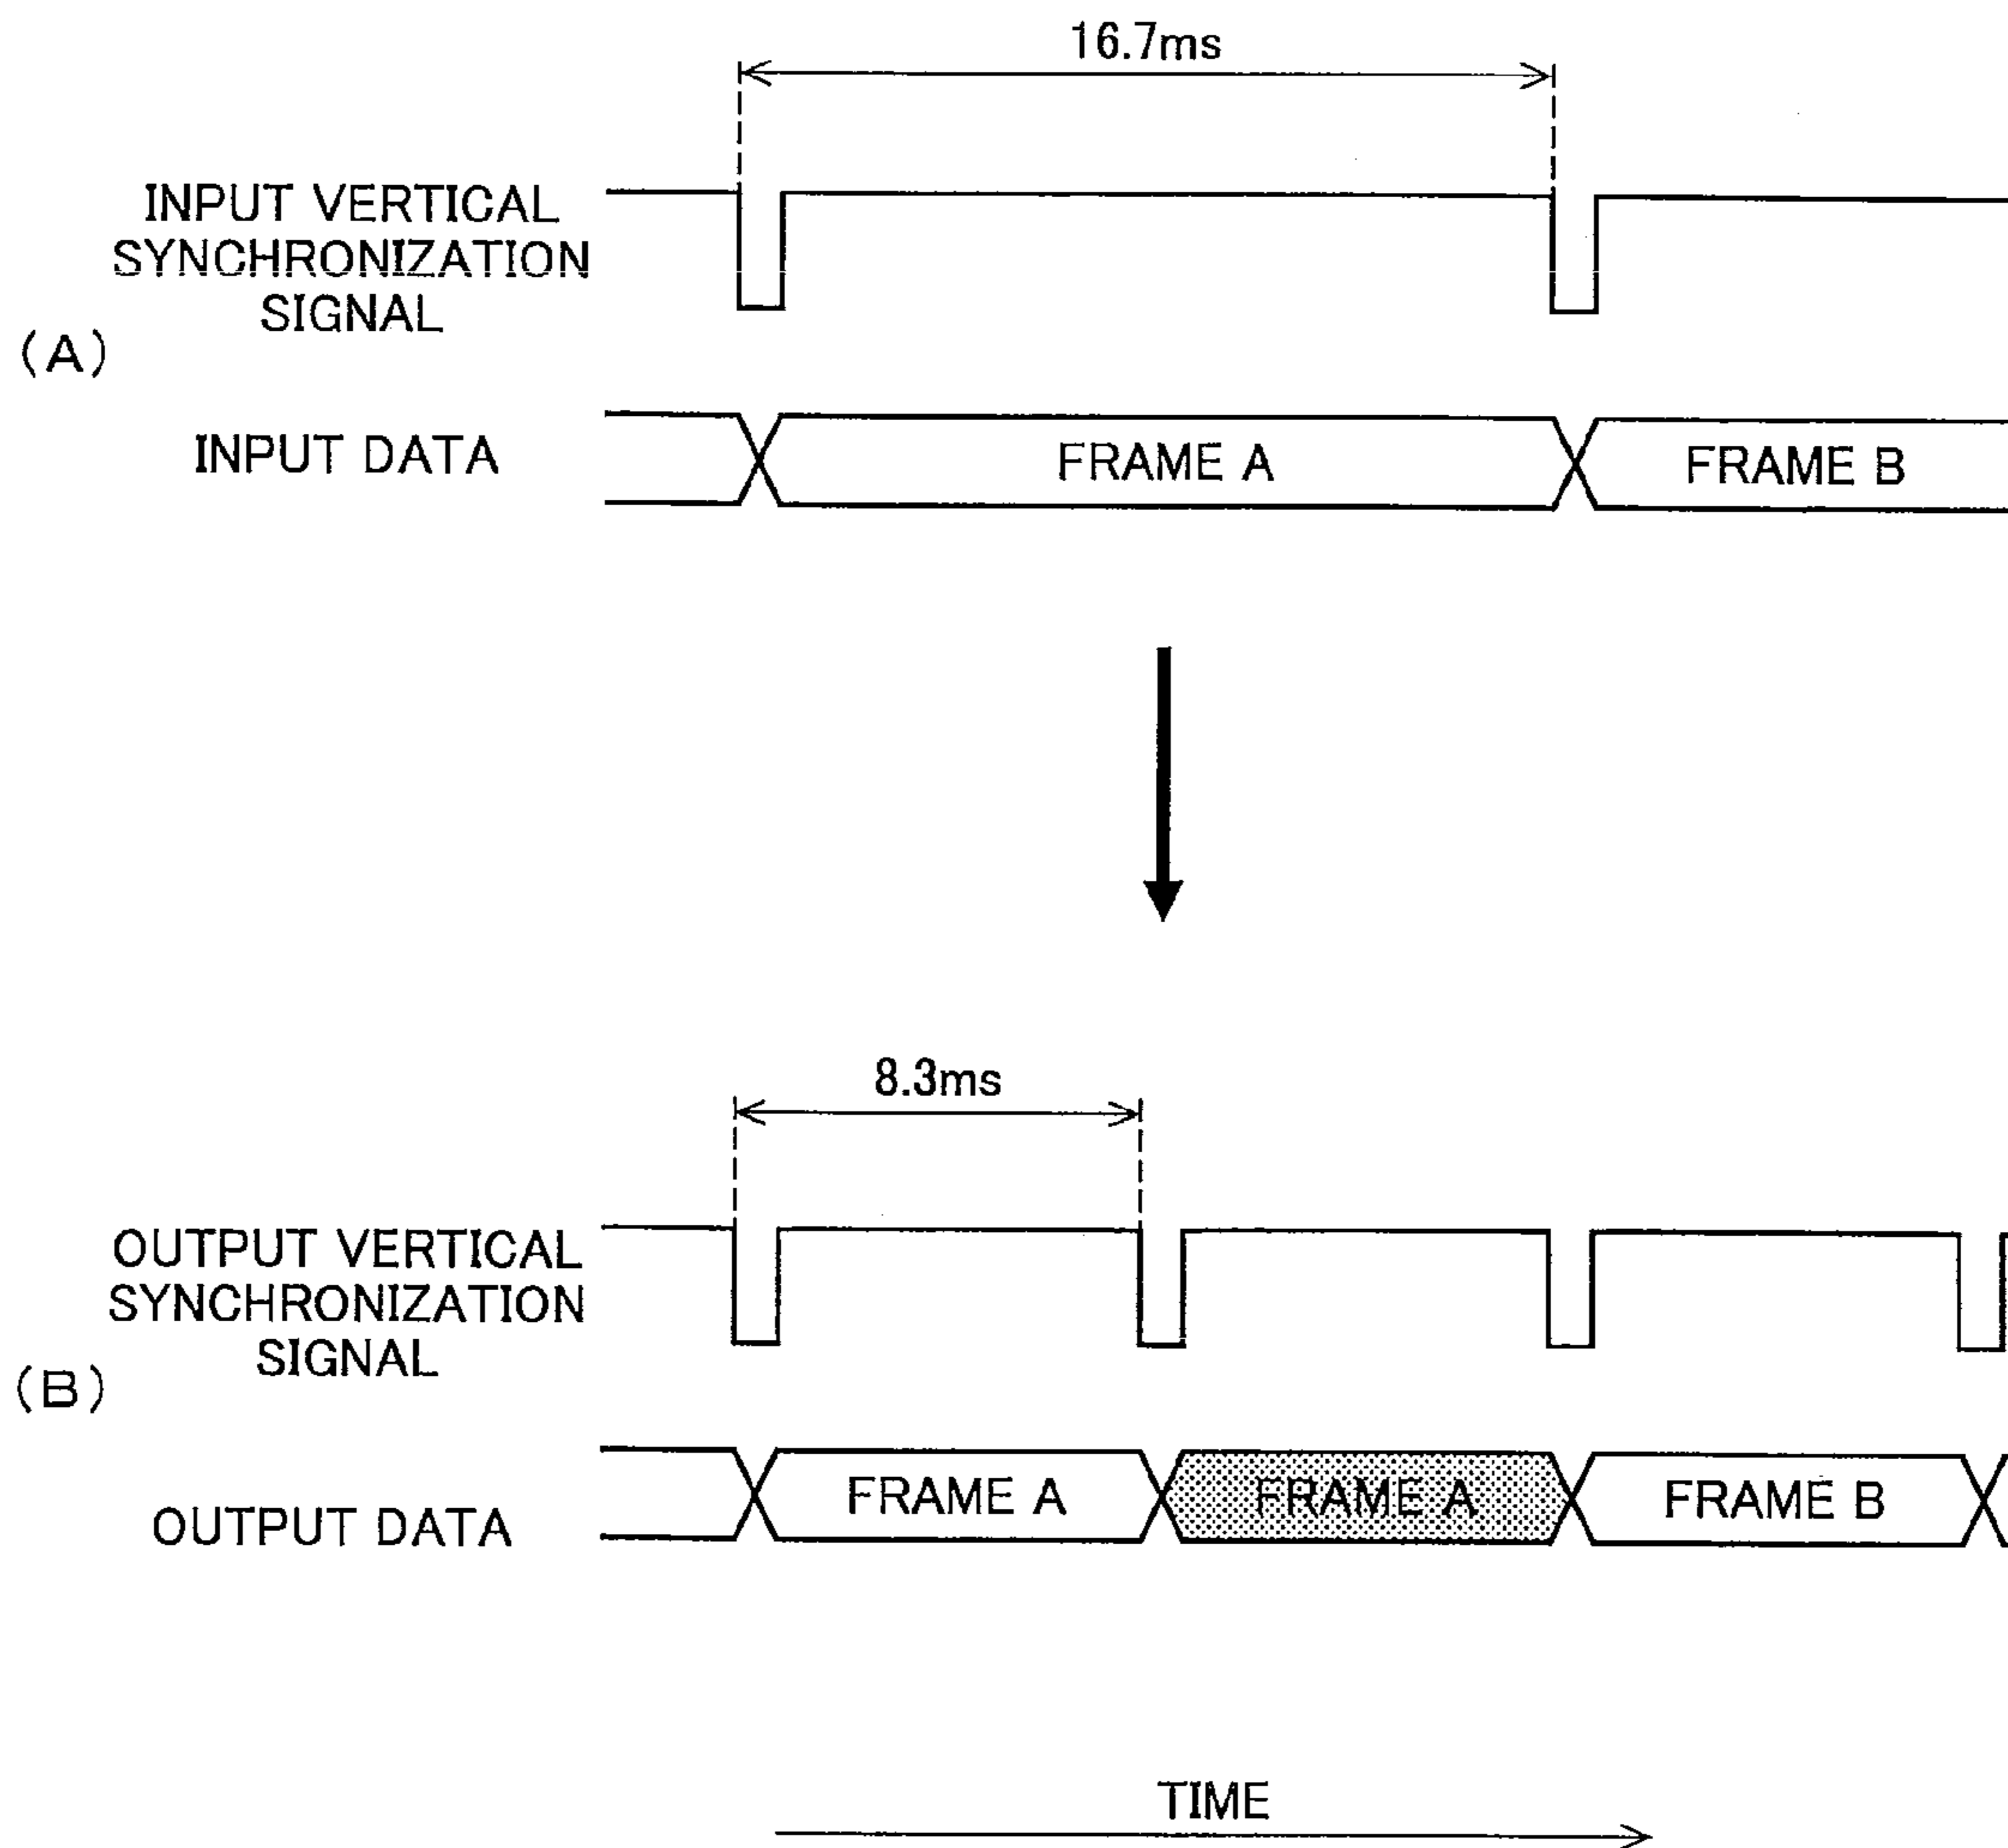 16.7ms
INPUT VERTICAL
SYNCHRONIZATION
SIGNAL
(A)
INPUT DATA
FRAME A
FRAME B
8.3ms
OUTPUT VERTICAL
SYNCHRONIZATION
SIGNAL
(B)
OUTPUT DATA
FRAME A
FRAME A
FRAME B
TIME